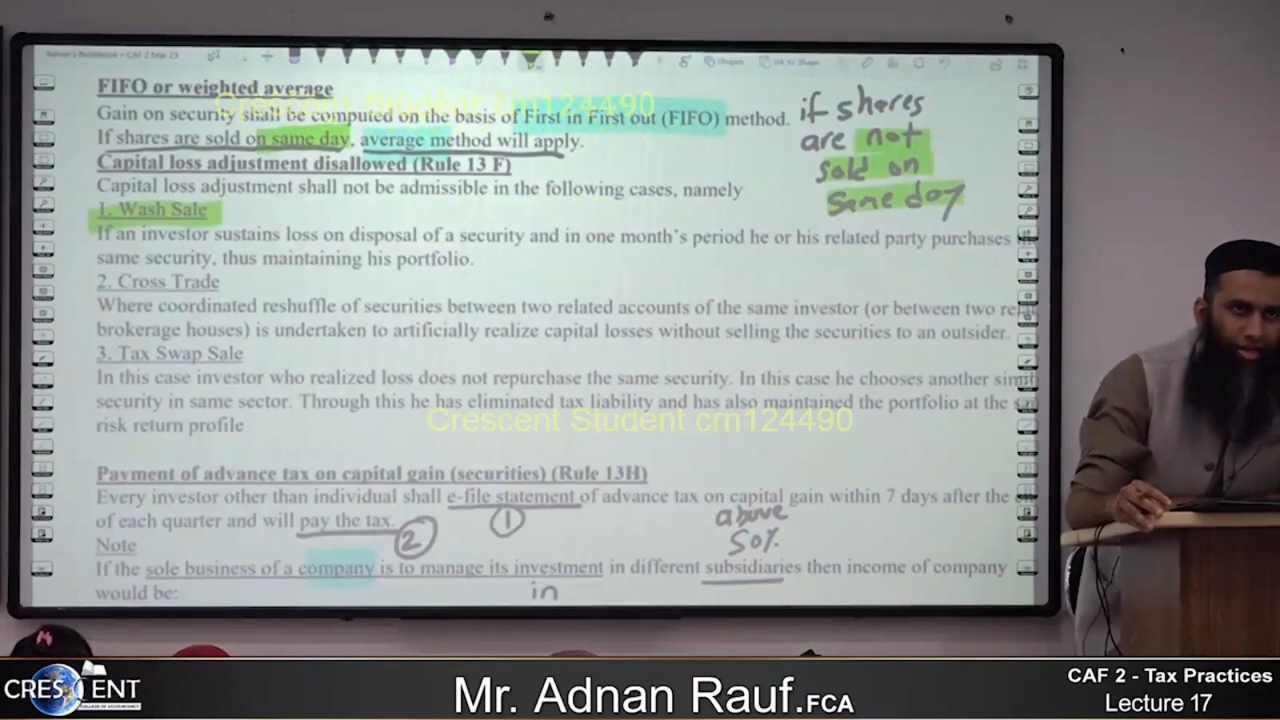 Adnan's Notebook » CAF 2 Mar 23
FIFO or weighted average
Crescent Student crn124490
Gain on security shall be computed on the basis of First in First out (FIFO) method.
If shares are sold on same day, average method will apply.
if shares
are not
sold on
same day
Capital loss adjustment disallowed (Rule 13 F)
Capital loss adjustment shall not be admissible in the following cases, namely
1. Wash Sale
If an investor sustains loss on disposal of a security and in one month's period he or his related party purchases
same security, thus maintaining his portfolio.
2. Cross Trade
Where coordinated reshuffle of securities between two related accounts of the same investor (or between two
brokerage houses) is undertaken to artificially realize capital losses without selling the securities to an outsider.
3. Tax Swap Sale
In this case investor who realized loss does not repurchase the same security. In this case he chooses another
security in same sector. Through this he has eliminated tax liability and has also maintained the portfolio at the
risk return profile
Crescent Student crn124490
Payment of advance tax on capital gain (securities) (Rule 13H)
Every investor other than individual shall e-file statement of advance tax on capital gain within 7 days after the
of each quarter and will pay the tax.
2
1
above
50%
Note
If the sole business of a company is to manage its investment in different subsidiaries then income of company
would be:
in
CRESCENT
COLLEGE OF ACCOUNTANCY
Mr. Adnan Rauf.FCA
CAF 2 - Tax Practices
Lecture 17